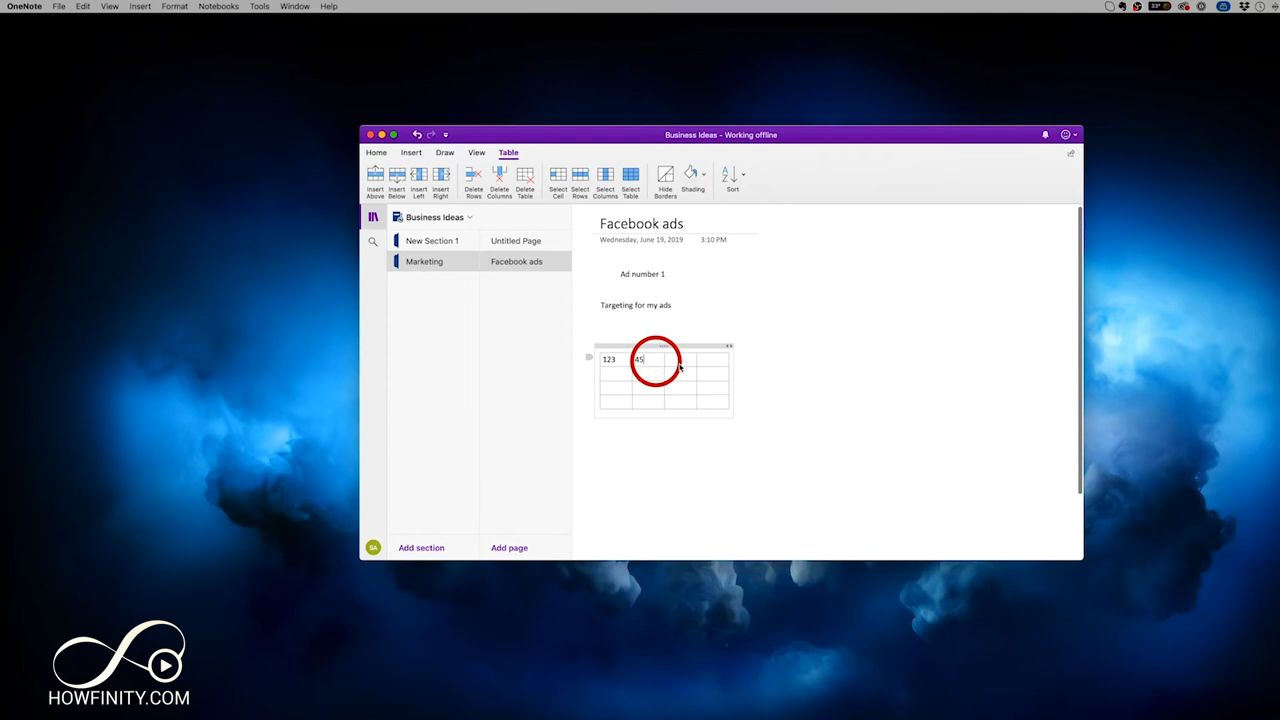 OneNote File Edit View Insert Format Notebooks Tools Window Help
33°
Business Ideas - Working offline
Home Insert Draw View Table
Insert Above
Insert Below
Insert Left
Insert Right
Delete Rows
Delete Columns
Delete Table
Select Cell
Select Rows
Select Columns
Select Table
Hide Borders
Shading
Sort
Business Ideas
New Section 1 Untitled Page
Marketing Facebook ads
Facebook ads
Wednesday, June 19, 2019 3:10 PM
Ad number 1
Targeting for my ads
123 45
SA
Add section Add page
HOWFINITY.COM